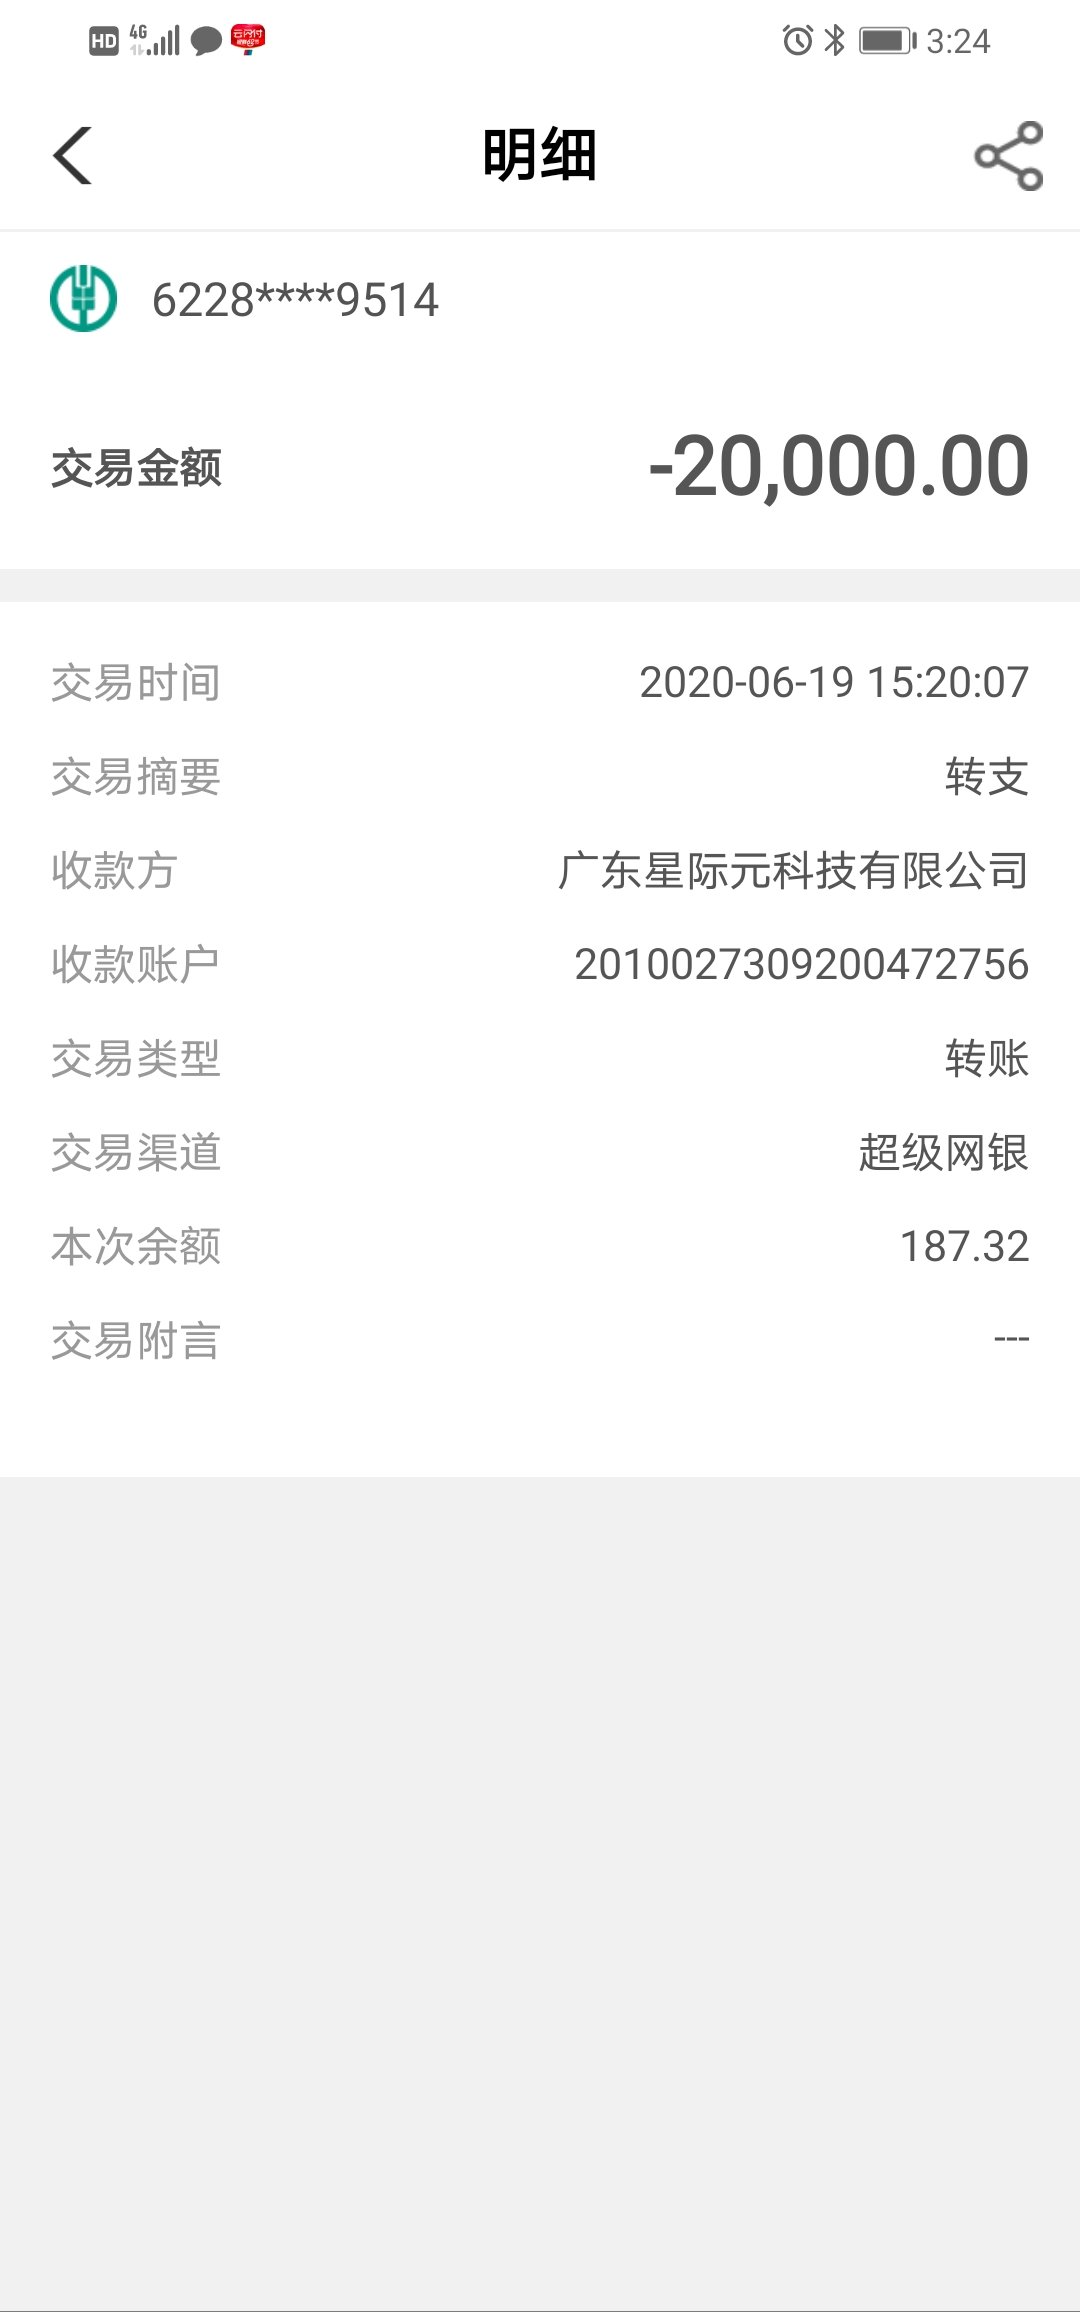 HD 4G 云闪付 3:24
明细
6228****9514
交易金额 -20,000.00
交易时间 2020-06-19 15:20:07
交易摘要 转支
收款方 广东星际元科技有限公司
收款账户 2010027309200472756
交易类型 转账
交易渠道 超级网银
本次余额 187.32
交易附言 ---